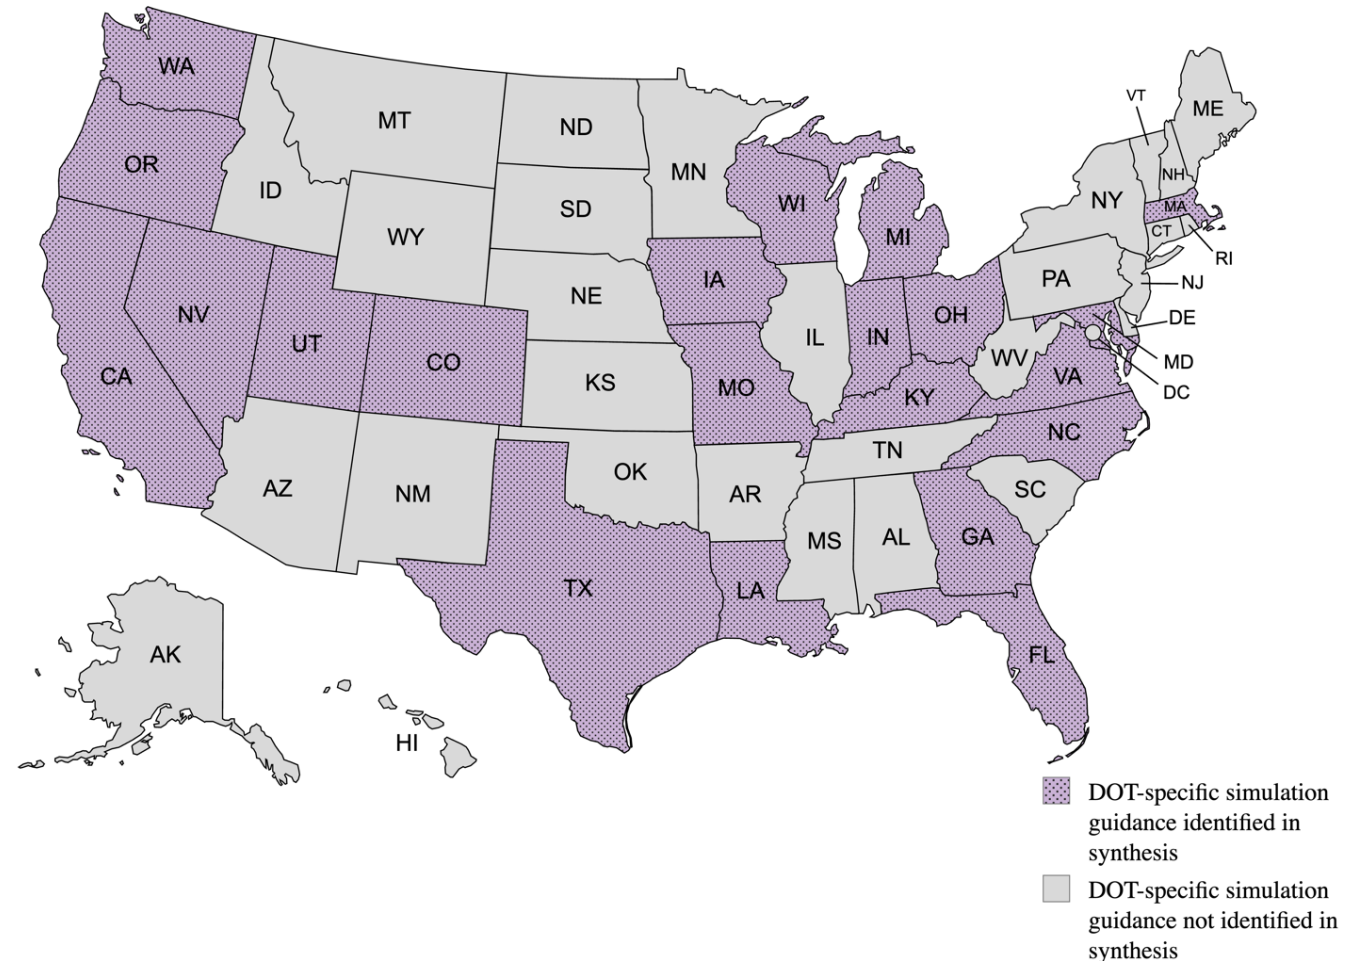 WA
MT
ND
MN
VT
ME
OR
ID
SD
WI
MI
NY
NH
MA
WY
CT
RI
IA
NE
PA
NJ
NV
UT
CO
IL
IN
OH
DE
WV
MD
CA
KS
MO
KY
VA
DC
NC
TN
AZ
NM
OK
AR
SC
MS
AL
GA
TX
LA
AK
FL
HI
DOT-specific simulation
guidance identified in
synthesis
DOT-specific simulation
guidance not identified in
synthesis